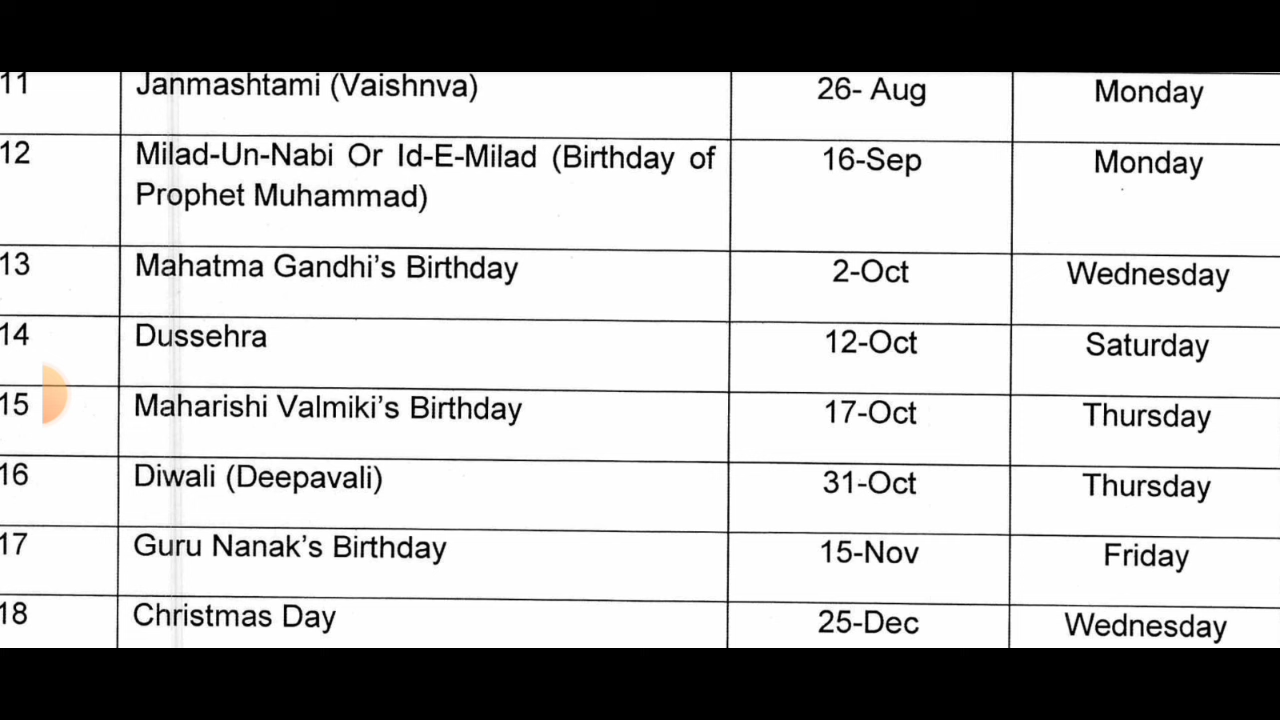 11 Janmashtami (Vaishnva) 26- Aug Monday
12 Milad-Un-Nabi Or Id-E-Milad (Birthday of 16-Sep Monday
Prophet Muhammad)
13 Mahatma Gandhi's Birthday 2-Oct Wednesday
14 Dussehra 12-Oct Saturday
15 Maharishi Valmiki's Birthday 17-Oct Thursday
16 Diwali (Deepavali) 31-Oct Thursday
17 Guru Nanak's Birthday 15-Nov Friday
18 Christmas Day 25-Dec Wednesday